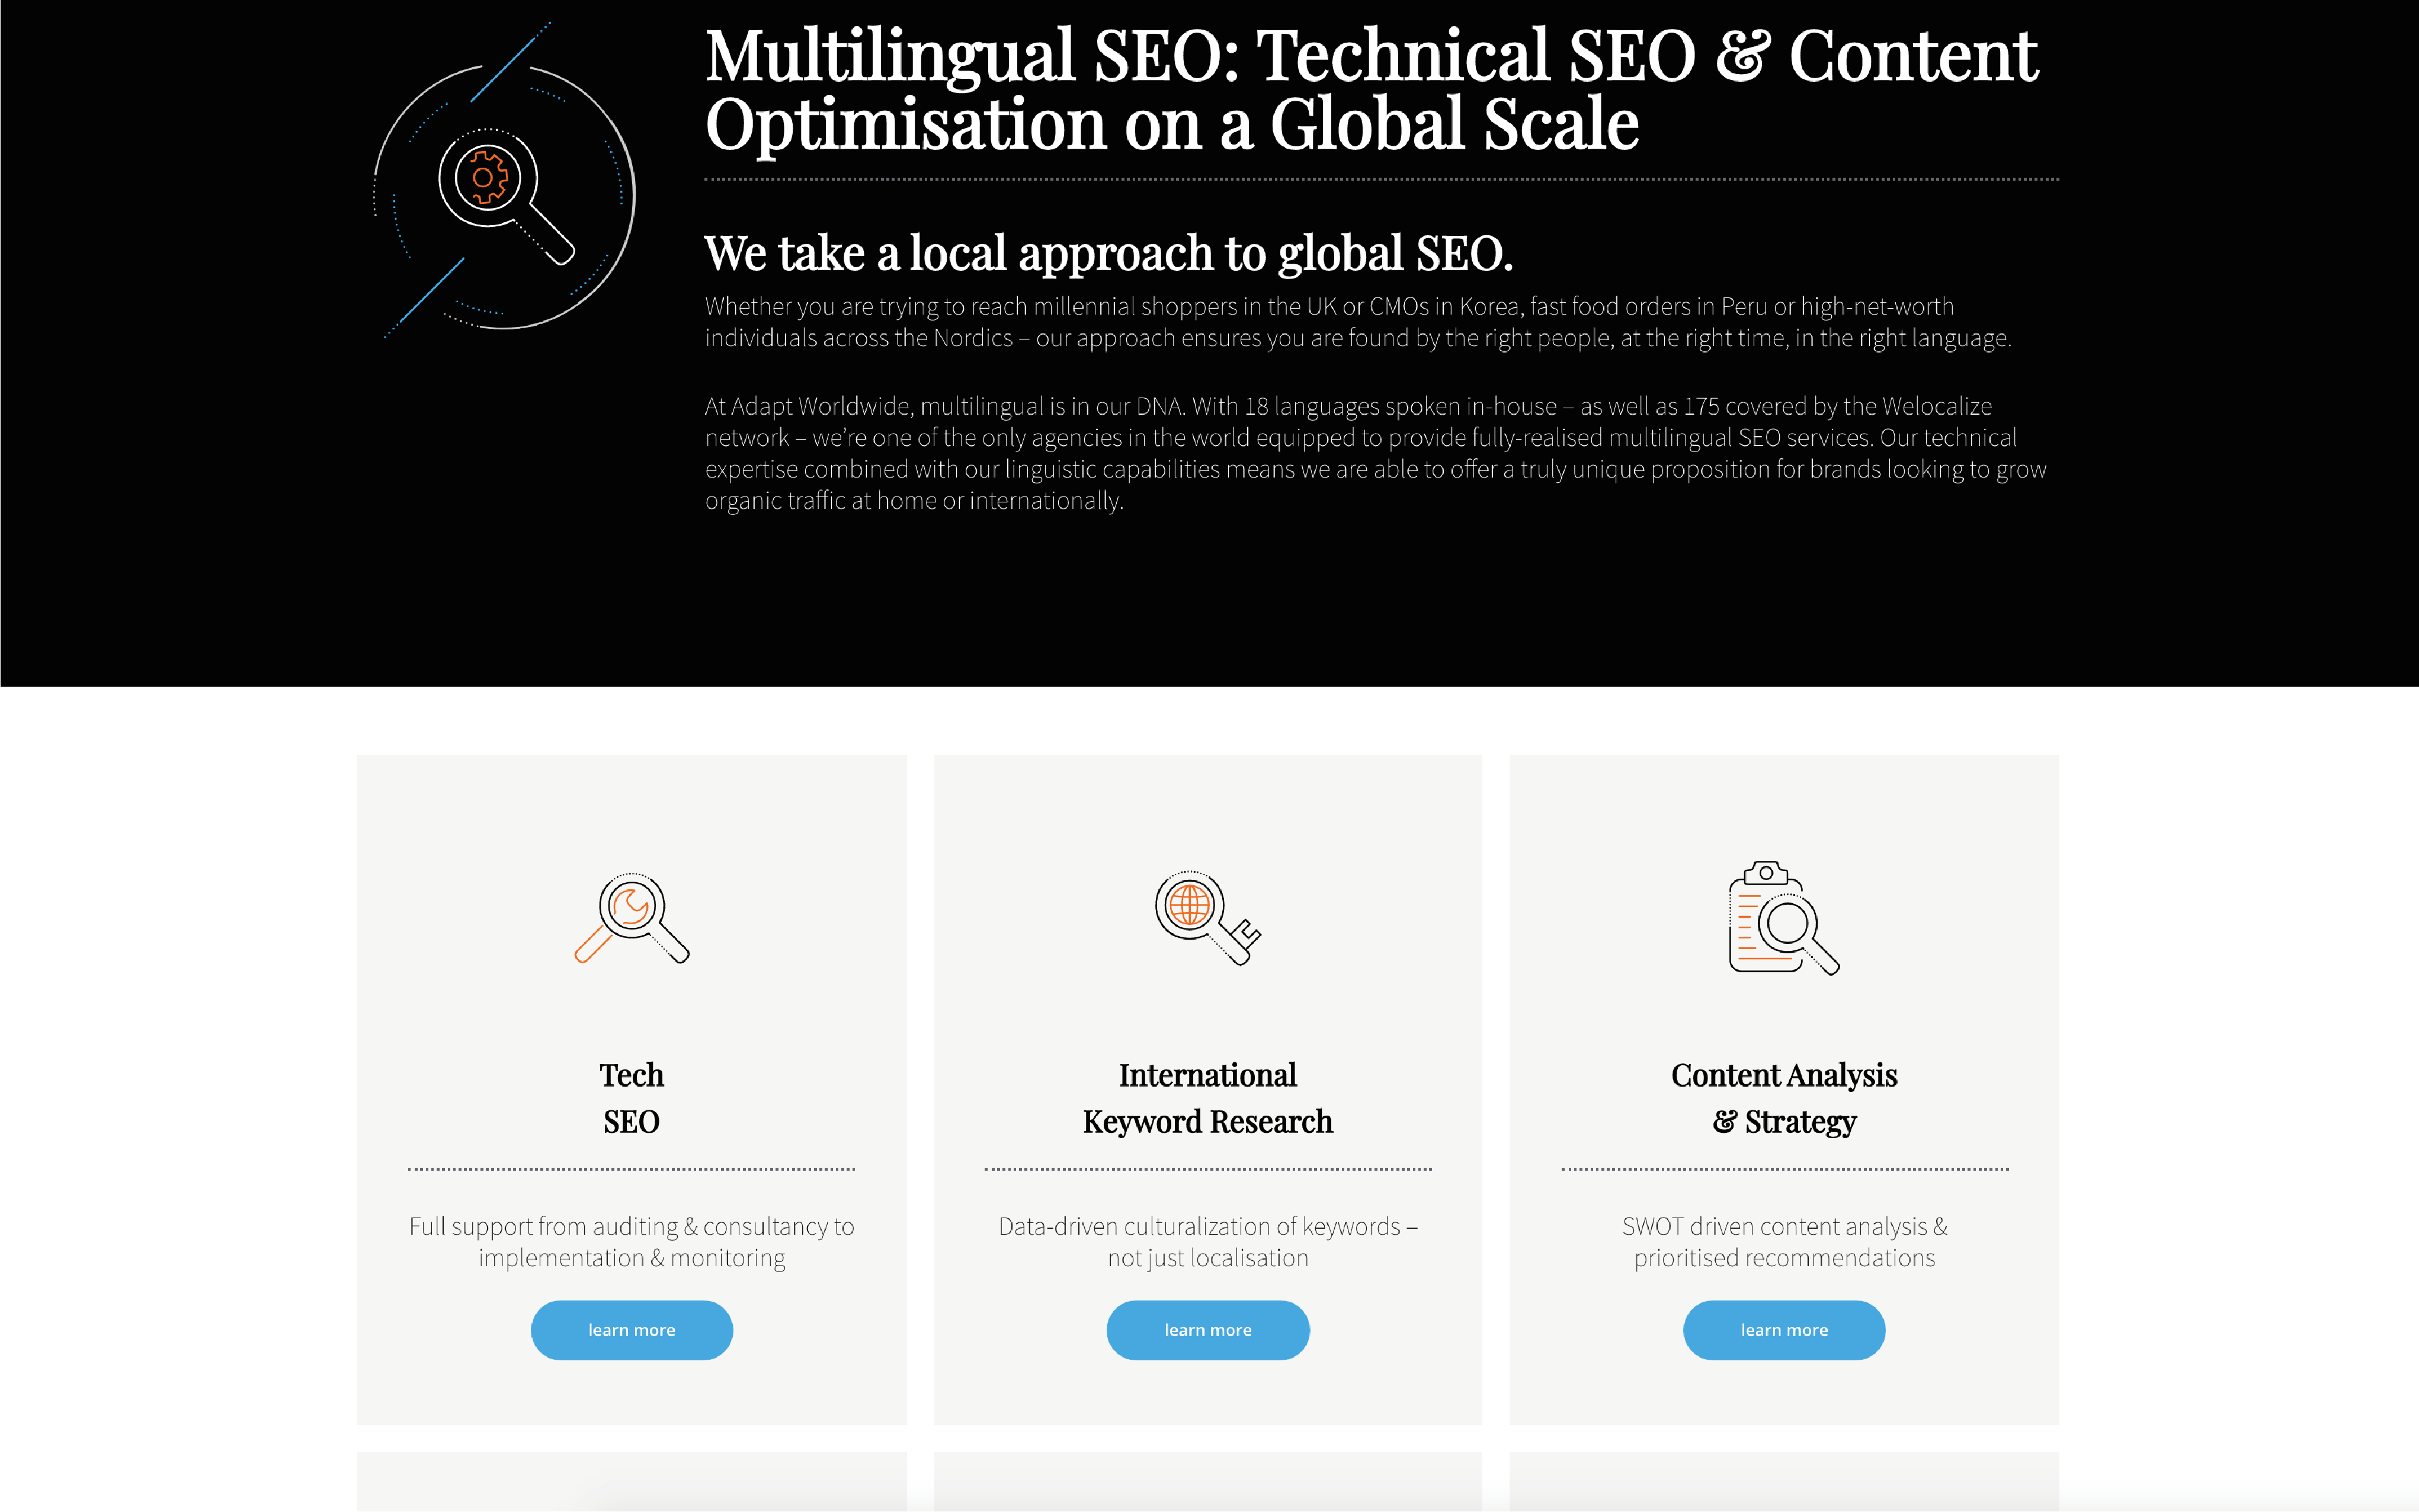 Multilingual SEO: Technical SEO & Content
Optimisation on a Global Scale
We take a local approach to global SEO.
Whether you are trying to reach millennial shoppers in the UK or CMOs in Korea, fast food orders in Peru or high-net-worth
individuals across the Nordics – our approach ensures you are found by the right people, at the right time, in the right language.
At Adapt Worldwide, multilingual is in our DNA. With 18 languages spoken in-house – as well as 175 covered by the Welocalize
network – we’re one of the only agencies in the world equipped to provide fully-realised multilingual SEO services. Our technical
expertise combined with our linguistic capabilities means we are able to offer a truly unique proposition for brands looking to grow
organic traffic at home or internationally.
Tech
SEO
Full support from auditing & consultancy to
implementation & monitoring
learn more
International
Keyword Research
Data-driven culturalization of keywords –
not just localisation
learn more
Content Analysis
& Strategy
SWOT driven content analysis &
prioritised recommendations
learn more